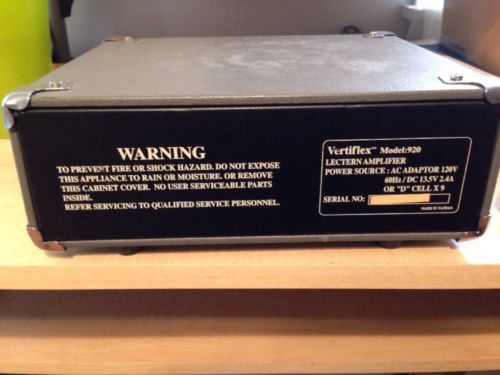 WARNING
TO PREVENT FIRE OR SHOCK HAZARD. DO NOT EXPOSE
THIS APPLIANCE TO RAIN OR MOISTURE. OR REMOVE
THIS CABINET COVER. NO USER SERVICEABLE PARTS
INSIDE.
REFER SERVICING TO QUALIFIED SERVICE PERSONNEL.
Vertiflex™ Model:920
LECTERN AMPLIFIER
POWER SOURCE : AC ADAPTOR 120V
60Hz / DC 13.5V 2.4A
OR "D" CELL X 9
SERIAL NO:
MADE IN TAIWAN